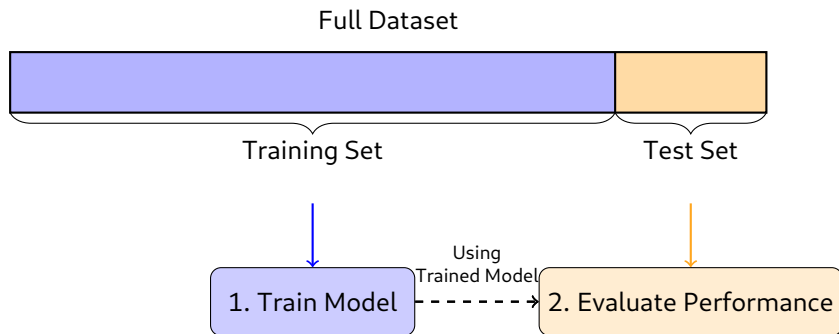 Full Dataset
Training Set
Test Set
Using
Trained Model
1. Train Model
2. Evaluate Performance